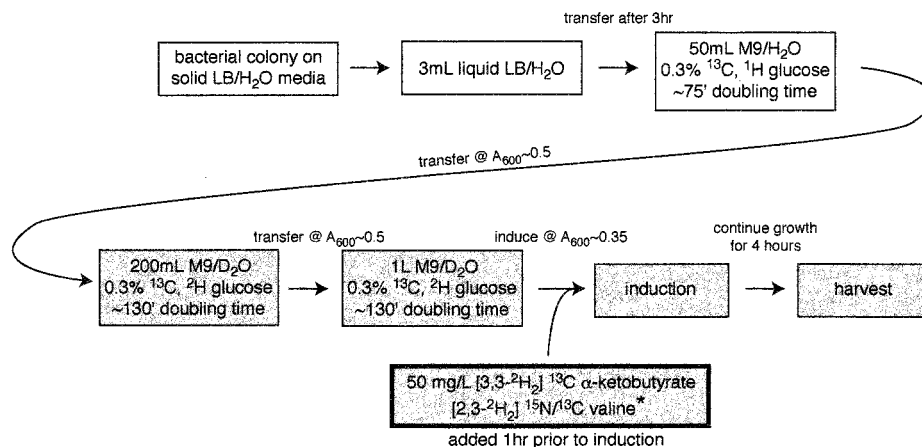 transfer after 3hr
bacterial colony on
solid LB/H₂O media
3mL liquid LB/H₂O
50mL M9/H₂O
0.3% ¹³C, ¹H glucose
~75' doubling time
transfer @ A₆₀₀~0.5
transfer @ A₆₀₀~0.5
induce @ A₆₀₀~0.35
continue growth
for 4 hours
200mL M9/D₂O
0.3% ¹³C, ²H glucose
~130' doubling time
1L M9/D₂O
0.3% ¹³C, ²H glucose
~130' doubling time
induction
harvest
50 mg/L [3,3-²H₂] ¹³C α-ketobutyrate
[2,3-²H₂] ¹⁵N/¹³C valine*
added 1hr prior to induction